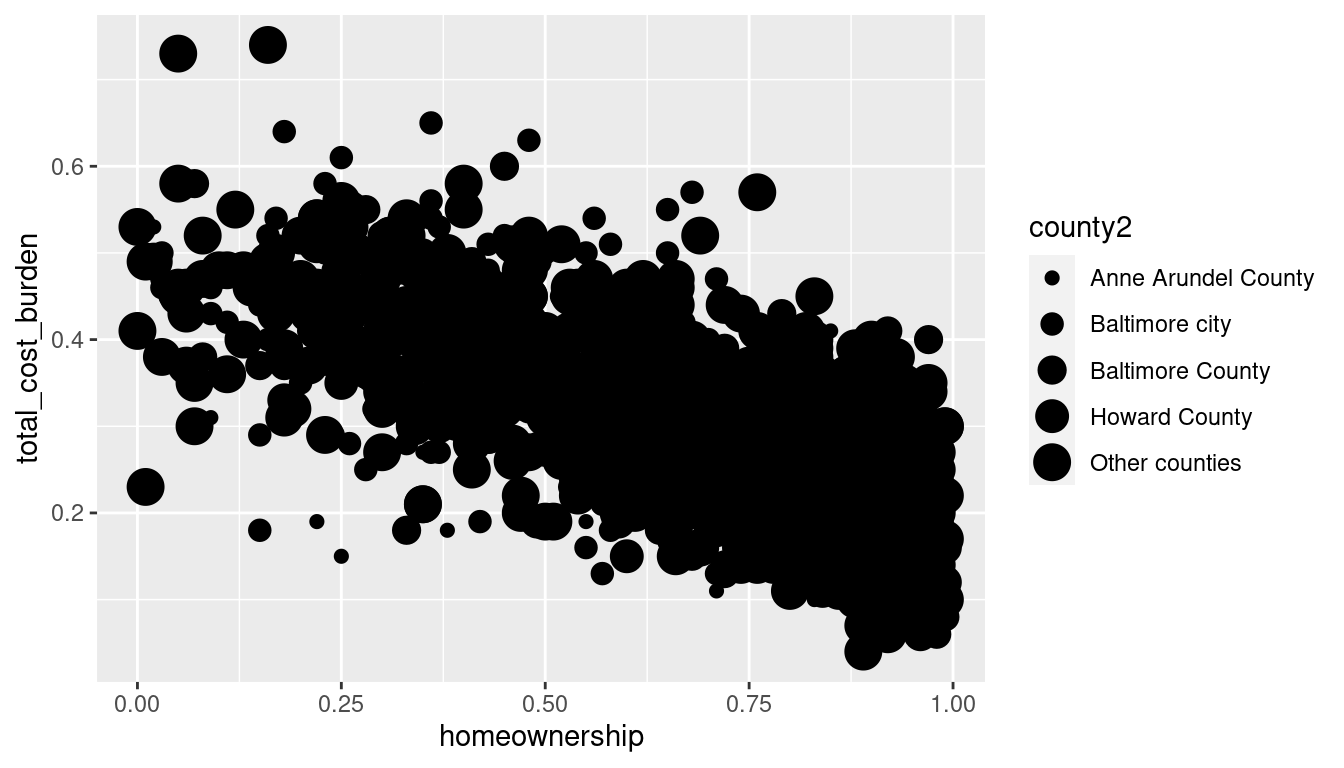 total_cost_burden
0.6
0.4
0.2
0.00 0.25 0.50 0.75 1.00
homeownership
county2
Anne Arundel County
Baltimore city
Baltimore County
Howard County
Other counties